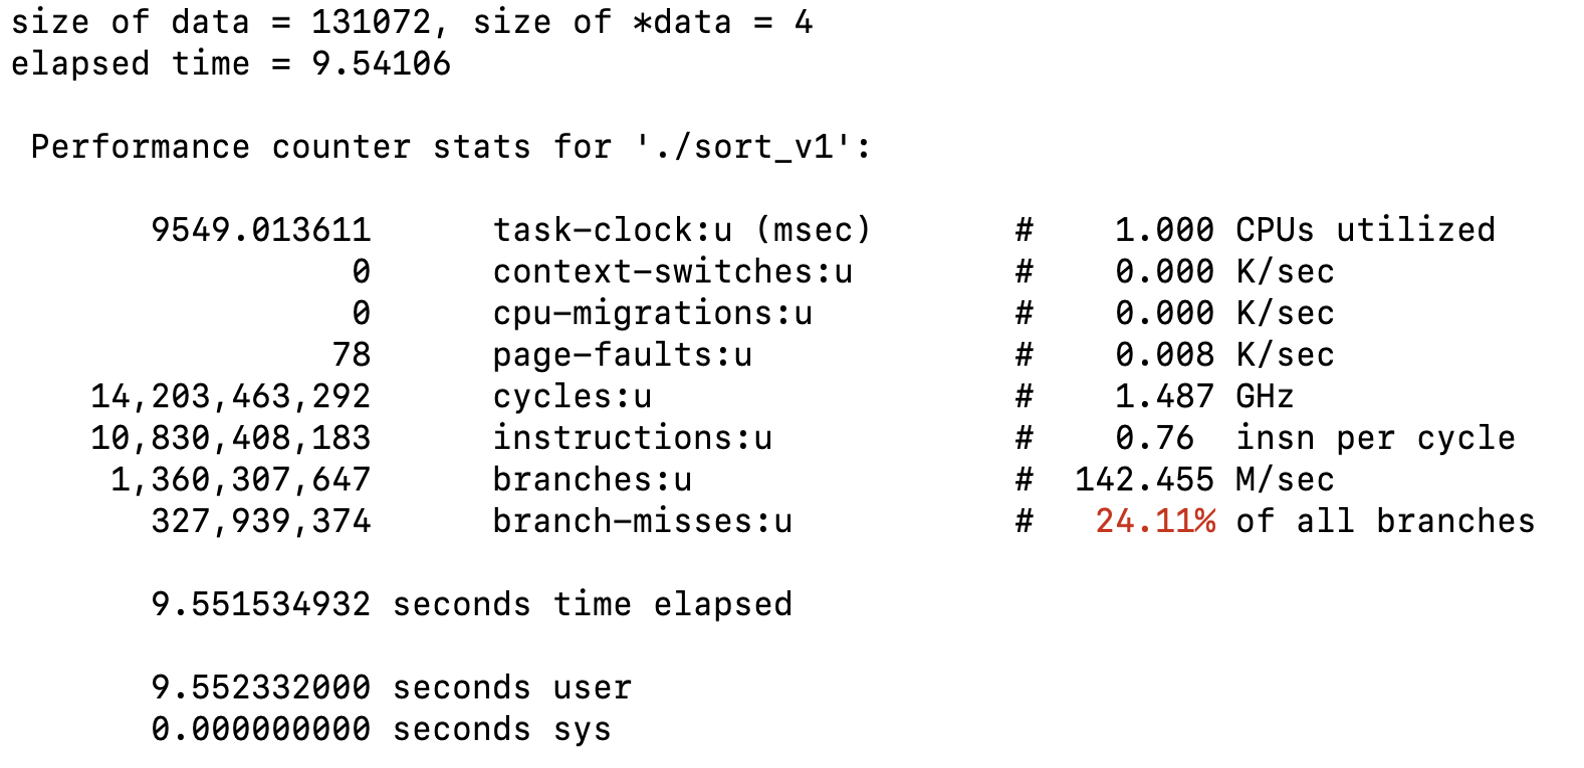 size of data = 131072, size of *data = 4
elapsed time = 9.54106
Performance counter stats for './sort_v1':
9549.013611 task-clock:u (msec) # 1.000 CPUs utilized
0 context-switches:u # 0.000 K/sec
0 cpu-migrations:u # 0.000 K/sec
78 page-faults:u # 0.008 K/sec
14,203,463,292 cycles:u # 1.487 GHz
10,830,408,183 instructions:u # 0.76 insn per cycle
1,360,307,647 branches:u # 142.455 M/sec
327,939,374 branch-misses:u # 24.11% of all branches
9.551534932 seconds time elapsed
9.552332000 seconds user
0.000000000 seconds sys